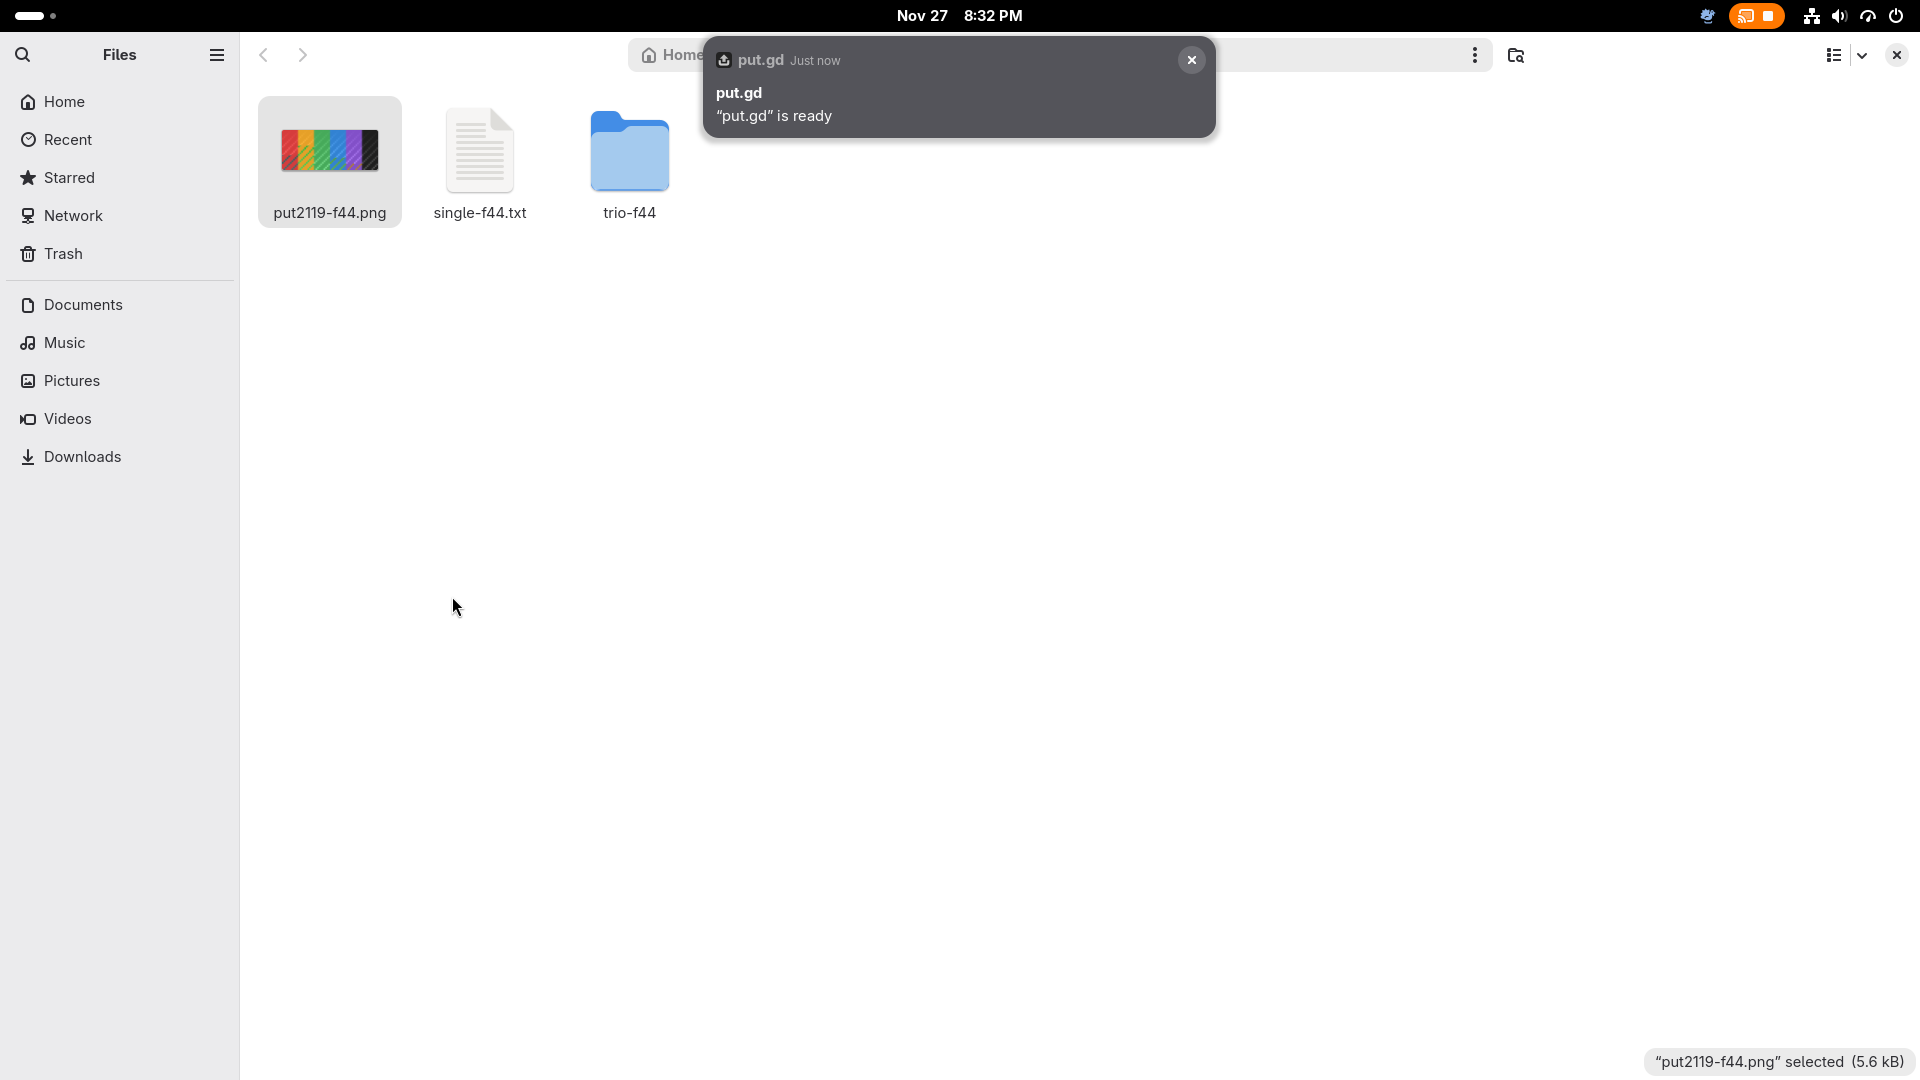 Nov 27 8:32 PM
Files
Home
put.gd Just now
put.gd
“put.gd” is ready
Home
Recent
Starred
Network
Trash
Documents
Music
Pictures
Videos
Downloads
put2119-f44.png
single-f44.txt
trio-f44
“put2119-f44.png” selected (5.6 kB)